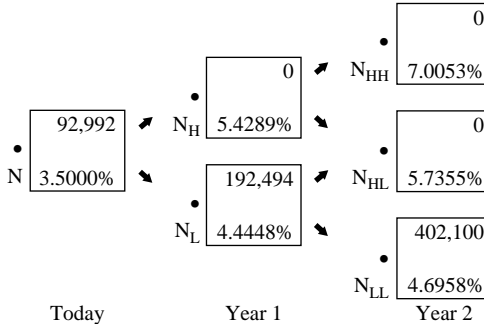 0
N_HH 7.0053%
0
N_H 5.4289%
92,992
N 3.5000%
0
N_HL 5.7355%
192,494
N_L 4.4448%
402,100
N_LL 4.6958%
Today Year 1 Year 2